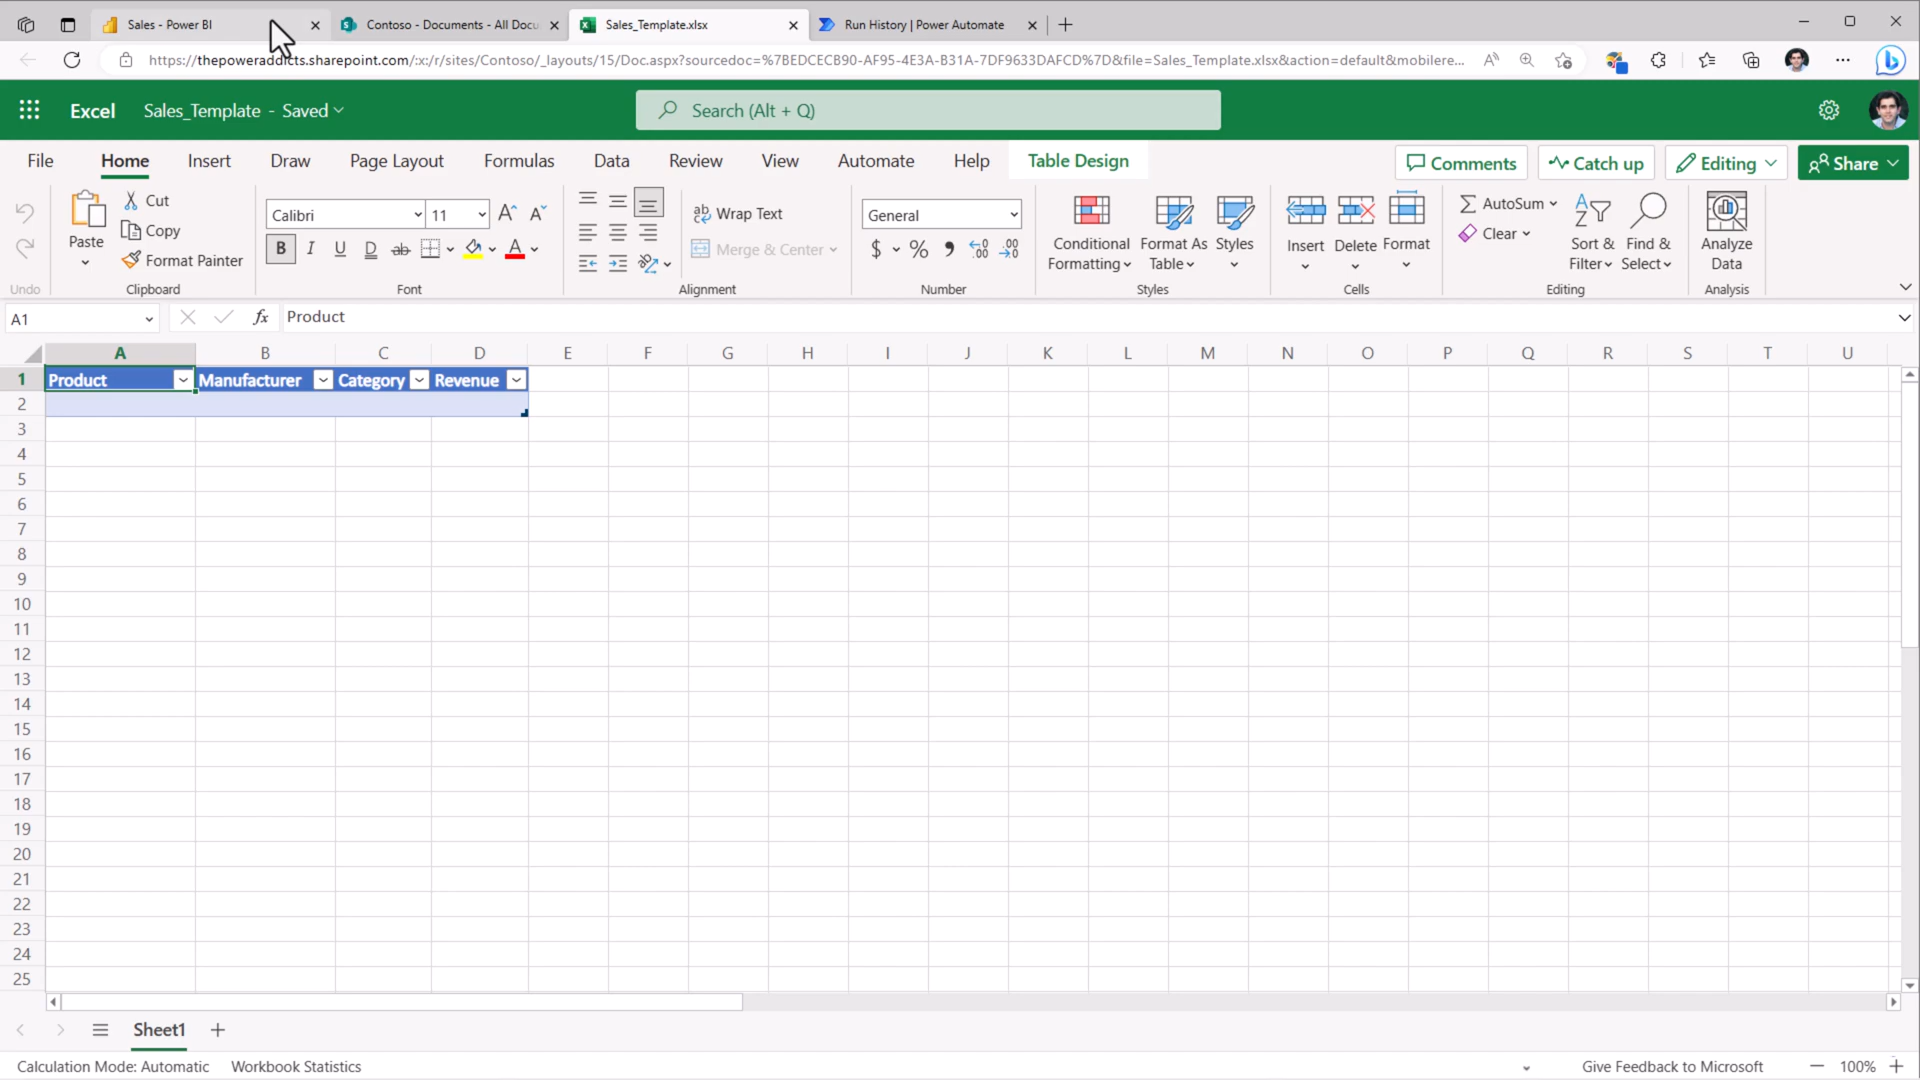 Sales - Power BI
Contoso - Documents - All Docu
Sales_Template.xlsx
Run History | Power Automate
https://thepoweraddicts.sharepoint.com/:x:/r/sites/Contoso/_layouts/15/Doc.aspx?sourcedoc=%7BEDCECB90-AF95-4E3A-B31A-7DF9633DAFCD%7D&file=Sales_Template.xlsx&action=default&mobilere...
Excel Sales_Template - Saved
Search (Alt + Q)
File Home Insert Draw Page Layout Formulas Data Review View Automate Help Table Design
Comments Catch up Editing Share
Paste
Cut
Copy
Format Painter
Calibri 11
B I U D ab
A
Wrap Text
Merge & Center
General
$ %
Conditional Formatting
Format As Table
Styles
Insert Delete Format
AutoSum
Clear
Sort & Filter
Find & Select
Analyze Data
Undo Clipboard Font Alignment Number Styles Cells Editing Analysis
A1 fx Product
A B C D E F G H I J K L M N O P Q R S T U
1 Product Manufacturer Category Revenue
2
3
4
5
6
7
8
9
10
11
12
13
14
15
16
17
18
19
20
21
22
23
24
25
Sheet1
Calculation Mode: Automatic Workbook Statistics Give Feedback to Microsoft 100%